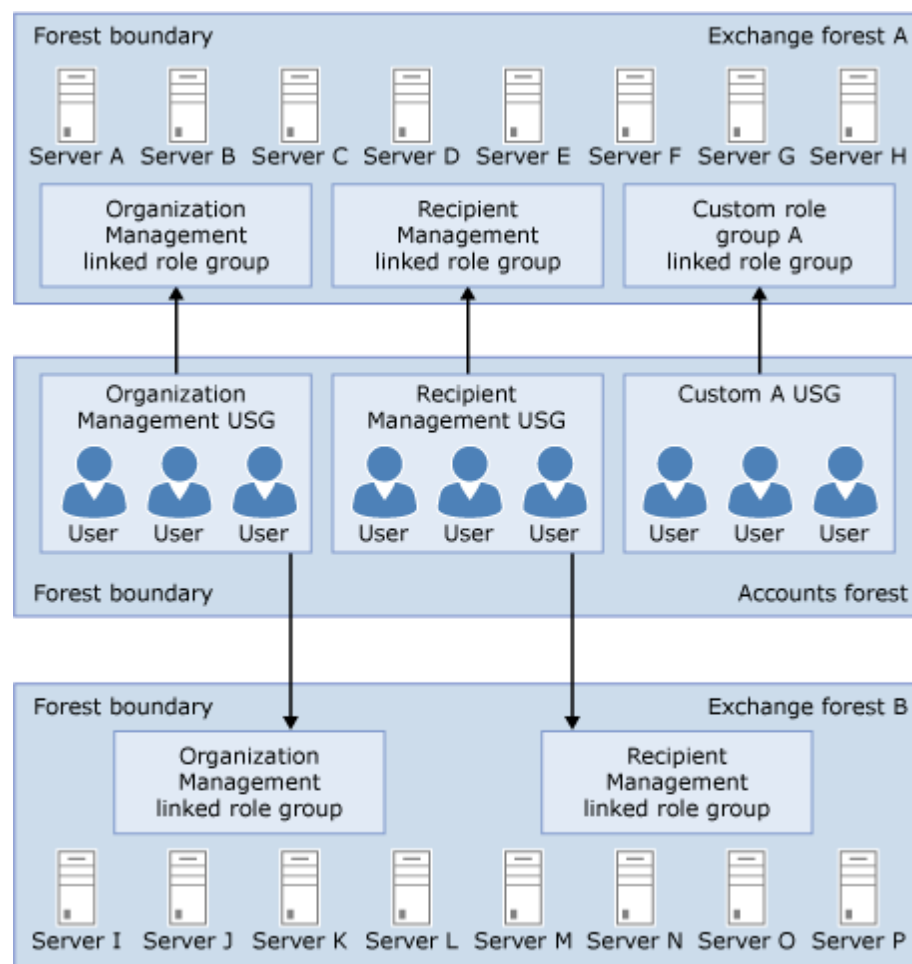 Forest boundary
Exchange forest A
Server A
Server B
Server C
Server D
Server E
Server F
Server G
Server H
Organization
Management
linked role group
Recipient
Management
linked role group
Custom role
group A
linked role group
Organization
Management USG
User
User
User
Recipient
Management USG
User
User
User
Custom A USG
User
User
User
Forest boundary
Accounts forest
Forest boundary
Exchange forest B
Organization
Management
linked role group
Recipient
Management
linked role group
Server I
Server J
Server K
Server L
Server M
Server N
Server O
Server P